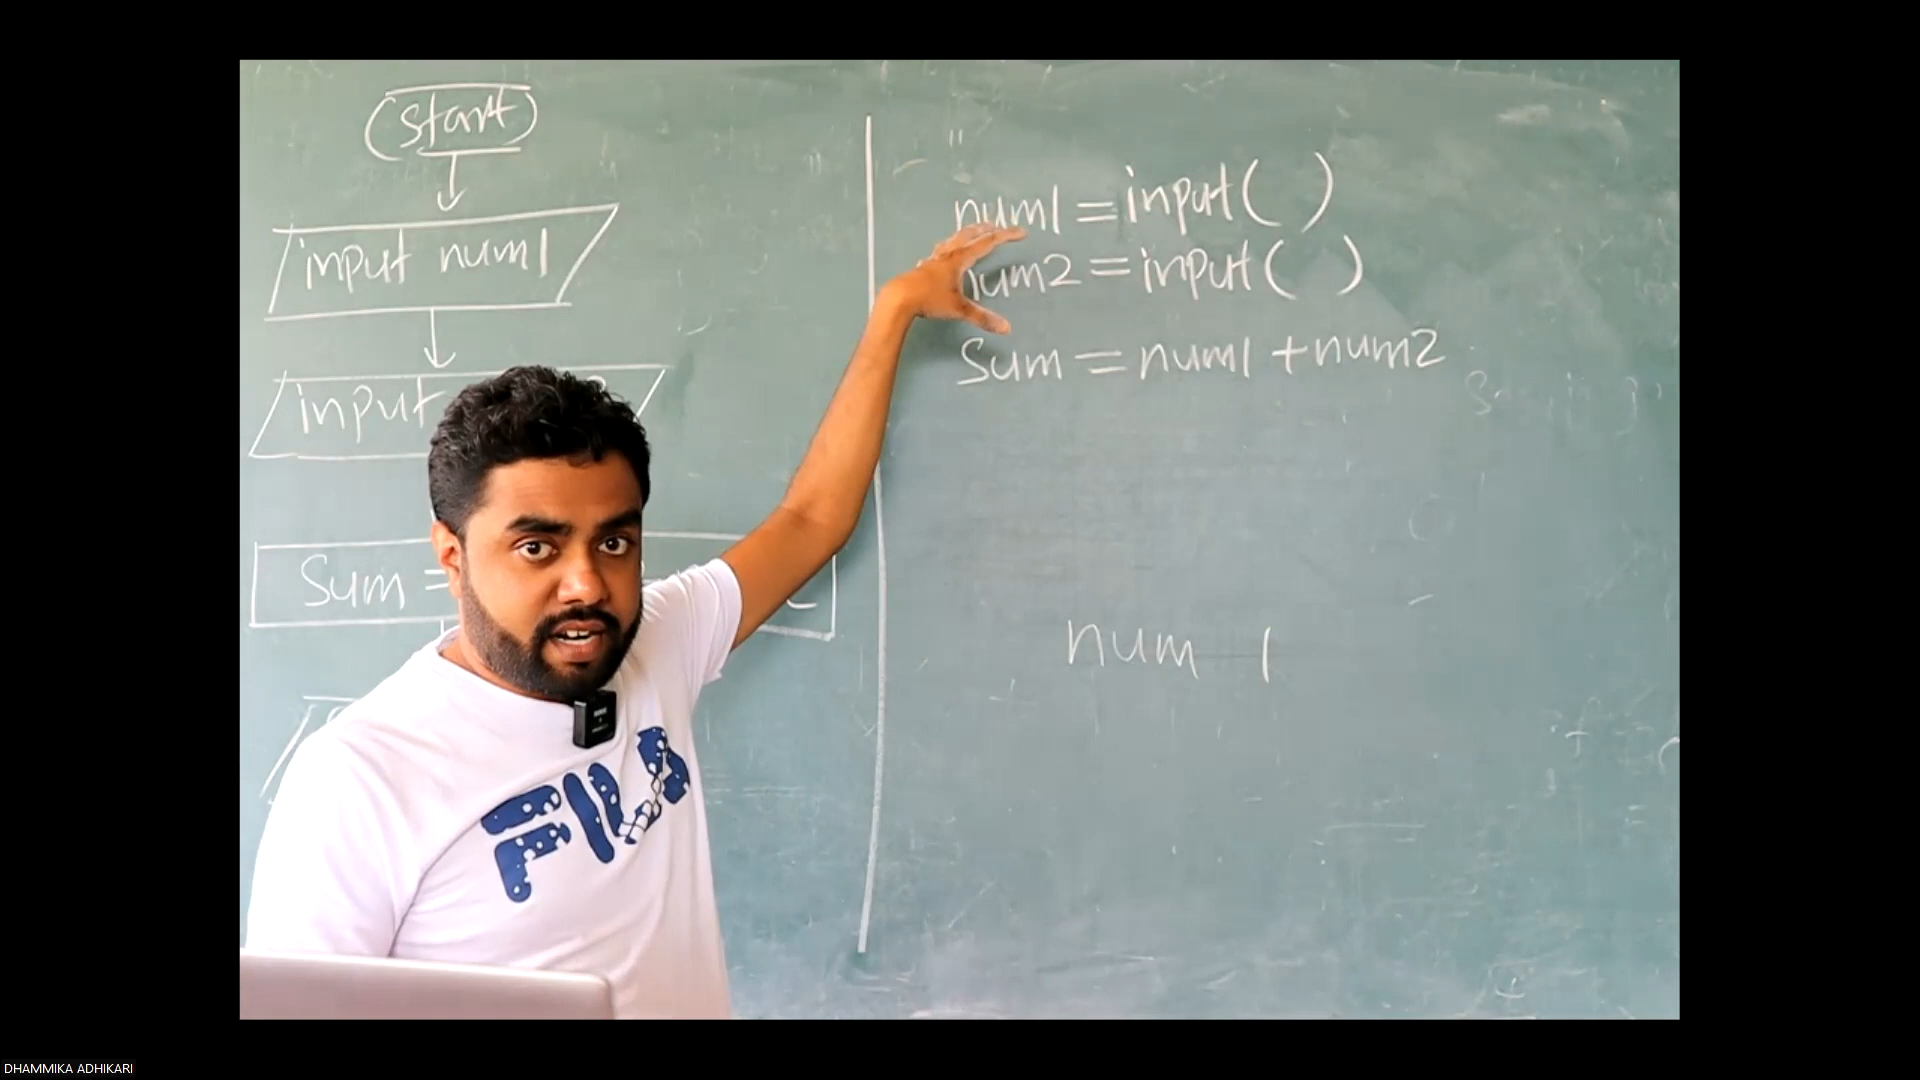 (start)
input num1
input
Sum =
num1 = input( )
num2 = input( )
Sum = num1 + num2
num 1
FILA
DHAMMIKA ADHIKARI